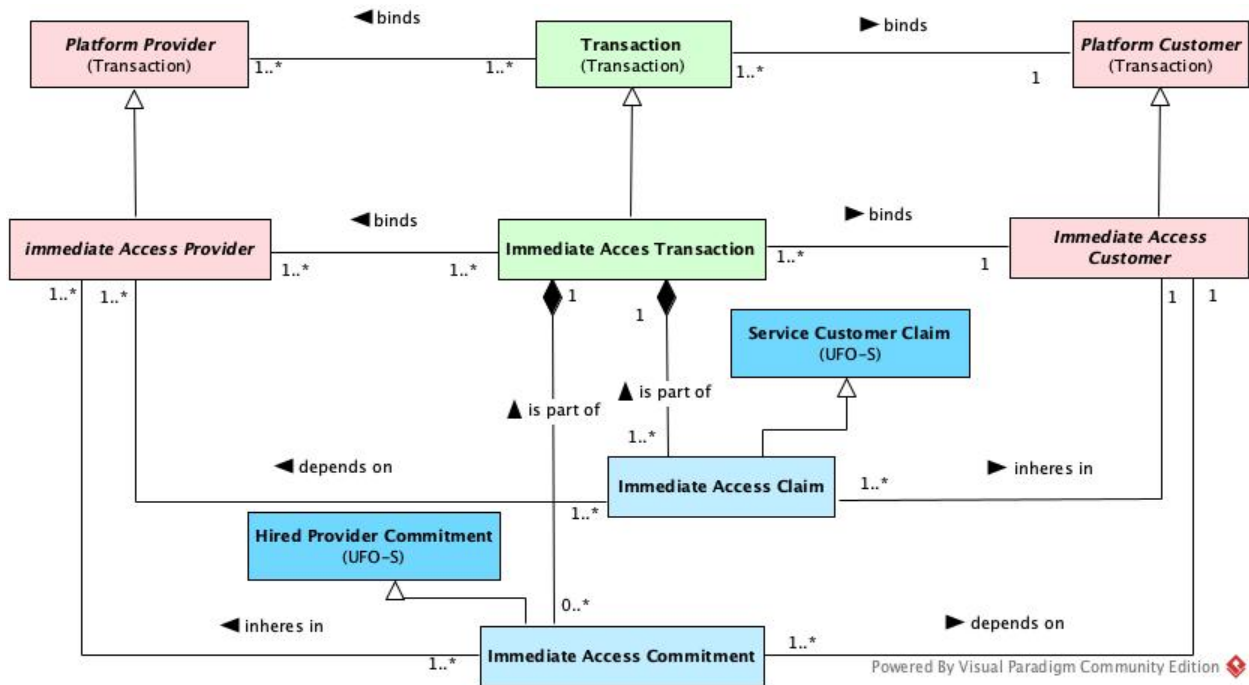 ◄ binds
► binds
Platform Provider
(Transaction)
Transaction
(Transaction)
Platform Customer
(Transaction)
1..*
1..*
1..*
1
◄ binds
► binds
immediate Access Provider
Immediate Acces Transaction
Immediate Access
Customer
1..*
1..*
1..*
1
1..*
1..*
1
1
1
1
Service Customer Claim
(UFO-S)
▲ is part of
▲ is part of
1..*
◄ depends on
► inheres in
Immediate Access Claim
1..*
1..*
Hired Provider Commitment
(UFO-S)
0..*
◄ inheres in
► depends on
1..*
Immediate Access Commitment
1..*
Powered By Visual Paradigm Community Edition